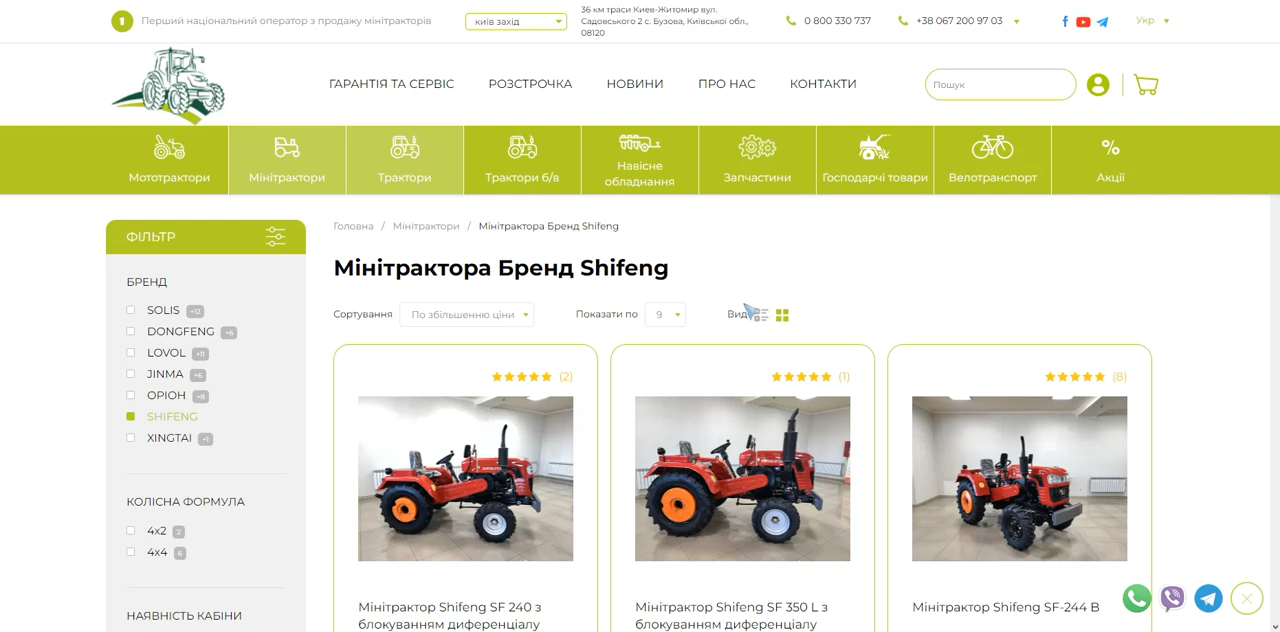 1 Перший національний оператор з продажу мінітракторів
київ захід
36 км траси Киев-Житомир вул.
Садовського 2 с. Бузова, Київської обл.,
08120
0 800 330 737
+38 067 200 97 03
Укр
ГАРАНТІЯ ТА СЕРВІС
РОЗСТРОЧКА
НОВИНИ
ПРО НАС
КОНТАКТИ
Пошук
Мототрактори
Мінітрактори
Трактори
Трактори б/в
Навісне
обладнання
Запчастини
Господарчі товари
Велотранспорт
%
Акції
ФІЛЬТР
БРЕНД
SOLIS +12
DONGFENG +6
LOVOL +11
JINMA +6
ОРІОН +8
SHIFENG
XINGTAI +1
КОЛІСНА ФОРМУЛА
4x2 2
4x4 6
НАЯВНІСТЬ КАБІНИ
Головна / Мінітрактори / Мінітрактора Бренд Shifeng
Мінітрактора Бренд Shifeng
Сортування По збільшенню ціни
Показати по 9
Вид
(2)
Мінітрактор Shifeng SF 240 з
блокуванням диференціалу
(1)
Мінітрактор Shifeng SF 350 L з
блокуванням диференціалу
(8)
Мінітрактор Shifeng SF-244 B